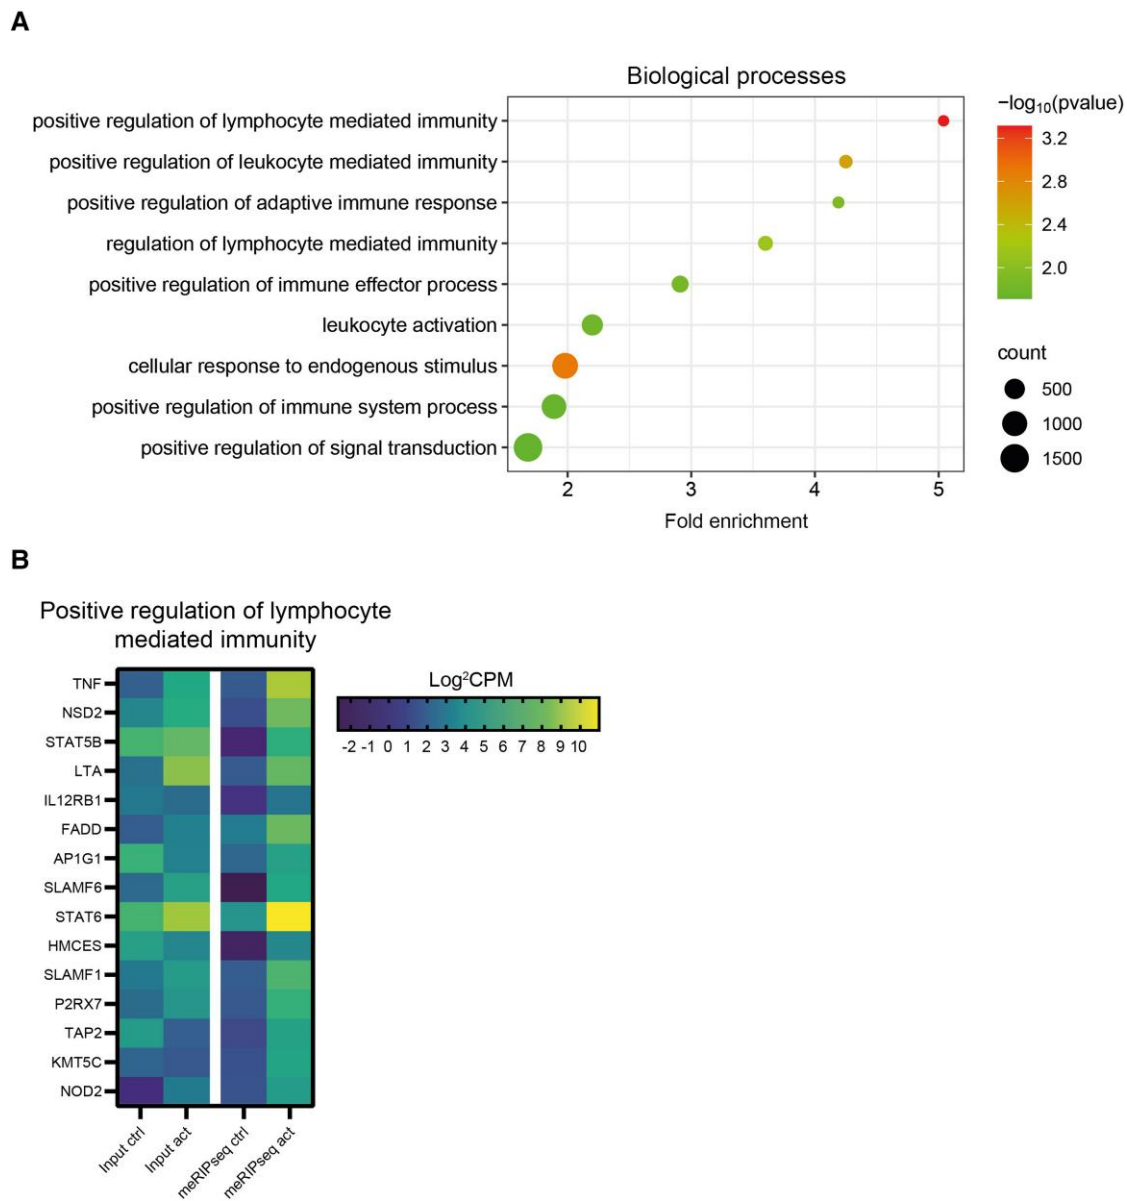 A
Biological processes
positive regulation of lymphocyte mediated immunity
positive regulation of leukocyte mediated immunity
positive regulation of adaptive immune response
regulation of lymphocyte mediated immunity
positive regulation of immune effector process
leukocyte activation
cellular response to endogenous stimulus
positive regulation of immune system process
positive regulation of signal transduction
2 3 4 5
Fold enrichment
−log₁₀(pvalue)
3.2
2.8
2.4
2.0
count
500
1000
1500
B
Positive regulation of lymphocyte
mediated immunity
TNF
NSD2
STAT5B
LTA
IL12RB1
FADD
AP1G1
SLAMF6
STAT6
HMCES
SLAMF1
P2RX7
TAP2
KMT5C
NOD2
Input ctrl
Input act
meRIPseq ctrl
meRIPseq act
Log²CPM
-2 -1 0 1 2 3 4 5 6 7 8 9 10